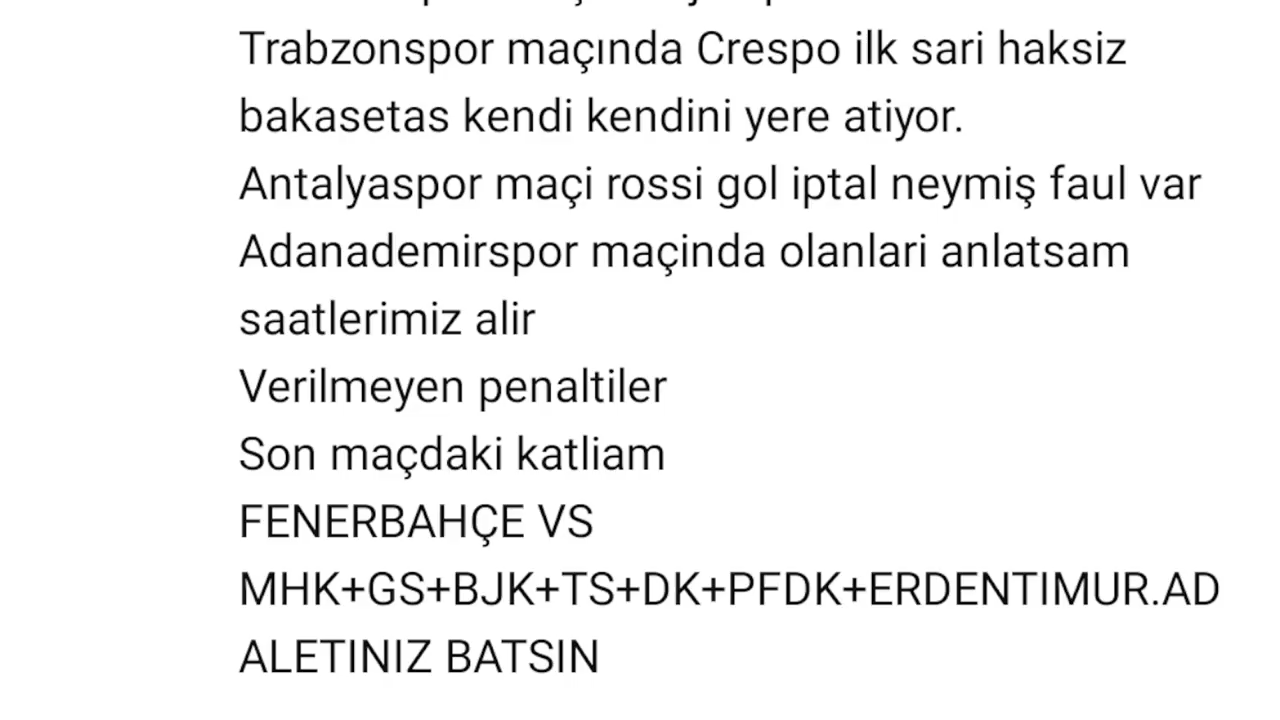 Trabzonspor maçında Crespo ilk sari haksiz
bakasetas kendi kendini yere atiyor.
Antalyaspor maçi rossi gol iptal neymiş faul var
Adanademirspor maçinda olanlari anlatsam
saatlerimiz alir
Verilmeyen penaltiler
Son maçdaki katliam
FENERBAHÇE VS
MHK+GS+BJK+TS+DK+PFDK+ERDENTIMUR.AD
ALETINIZ BATSIN